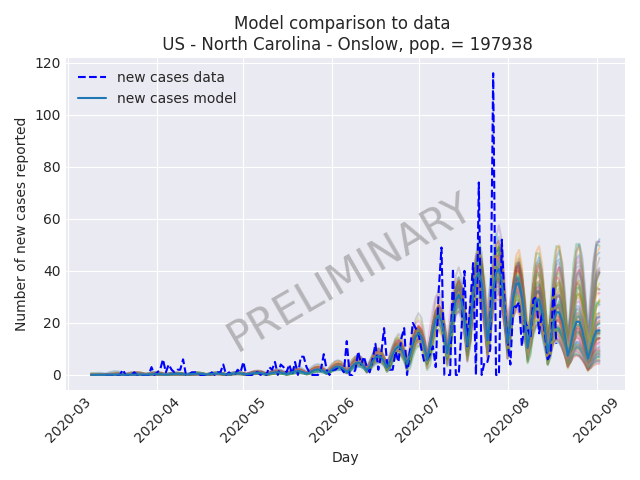 Model comparison to data
US - North Carolina - Onslow, pop. = 197938
120
100
80
60
40
20
0
Number of new cases reported
new cases data
new cases model
PRELIMINARY
2020-03
2020-04
2020-05
2020-06
2020-07
2020-08
2020-09
Day